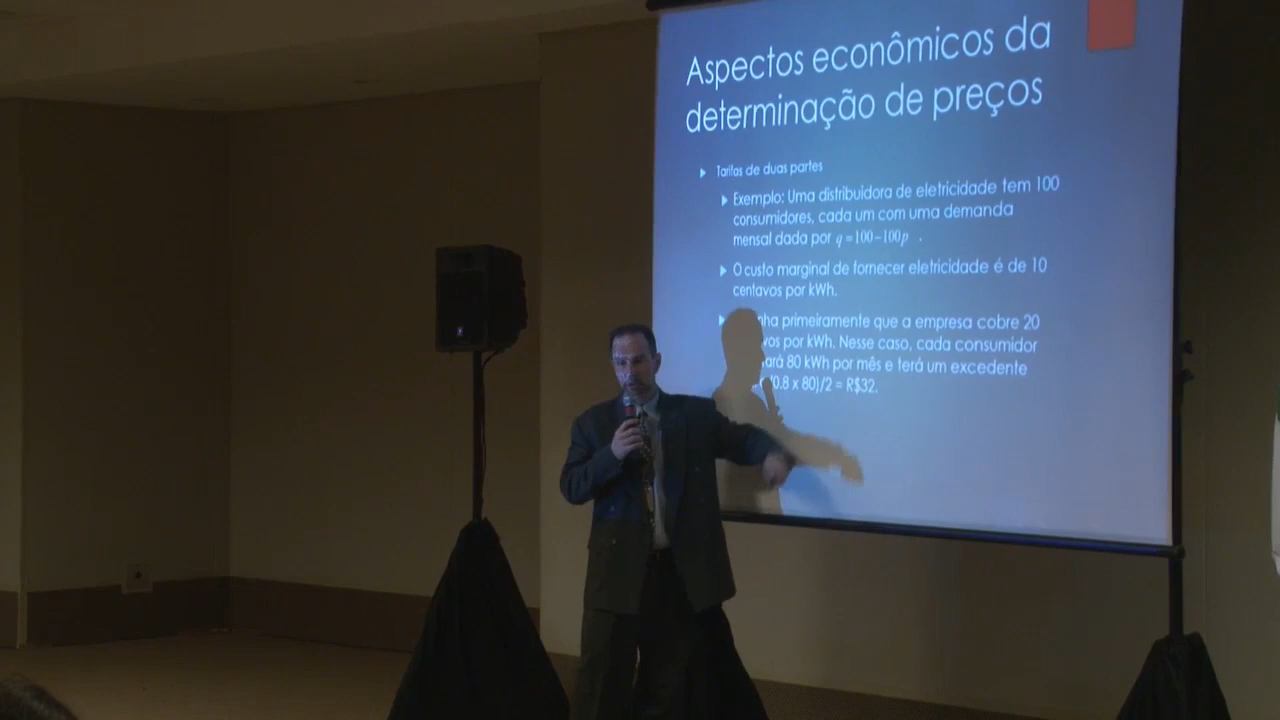 Aspectos econômicos da
determinação de preços
Tarifas de duas partes
Exemplo: Uma distribuidora de eletricidade tem 100
consumidores, cada um com uma demanda
mensal dada por q = 100 – 100p .
O custo marginal de fornecer eletricidade é de 10
centavos por kWh.
primeiramente que a empresa cobre 20
por kWh. Nesse caso, cada consumidor
80 kWh por mês e terá um excedente
(0.8 x 80)/2 = R$32.